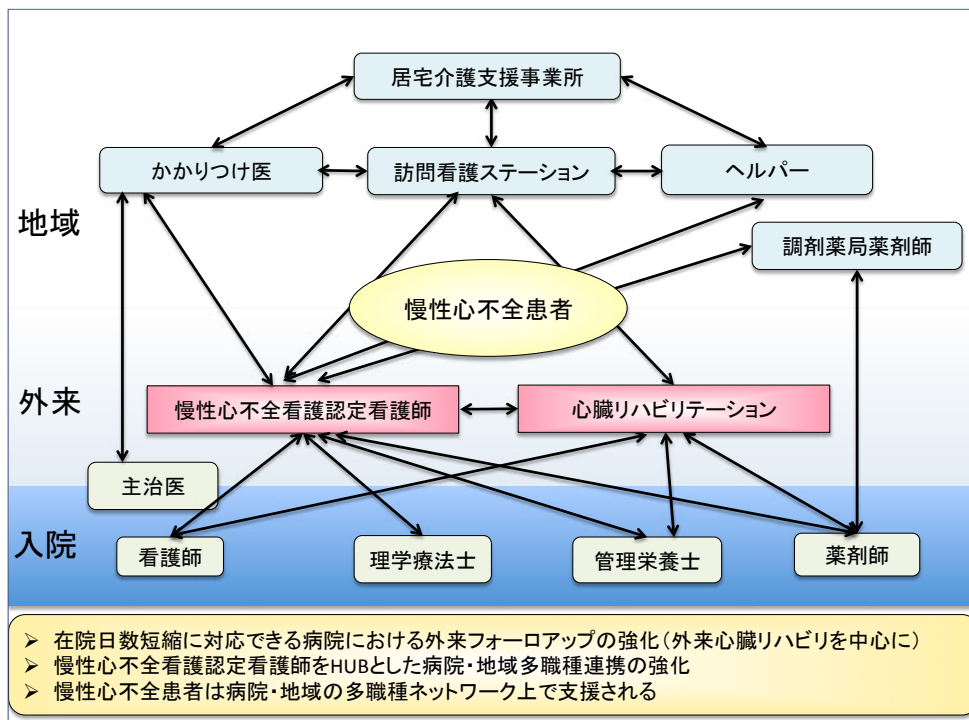 居宅介護支援事業所
かかりつけ医
訪問看護ステーション
ヘルパー
地域
調剤薬局薬剤師
慢性心不全患者
外来
慢性心不全看護認定看護師
心臓リハビリテーション
主治医
入院
看護師
理学療法士
管理栄養士
薬剤師
➢ 在院日数短縮に対応できる病院における外来フォーロアップの強化(外来心臓リハビリを中心に)
➢ 慢性心不全看護認定看護師をHUBとした病院・地域多職種連携の強化
➢ 慢性心不全患者は病院・地域の多職種ネットワーク上で支援される